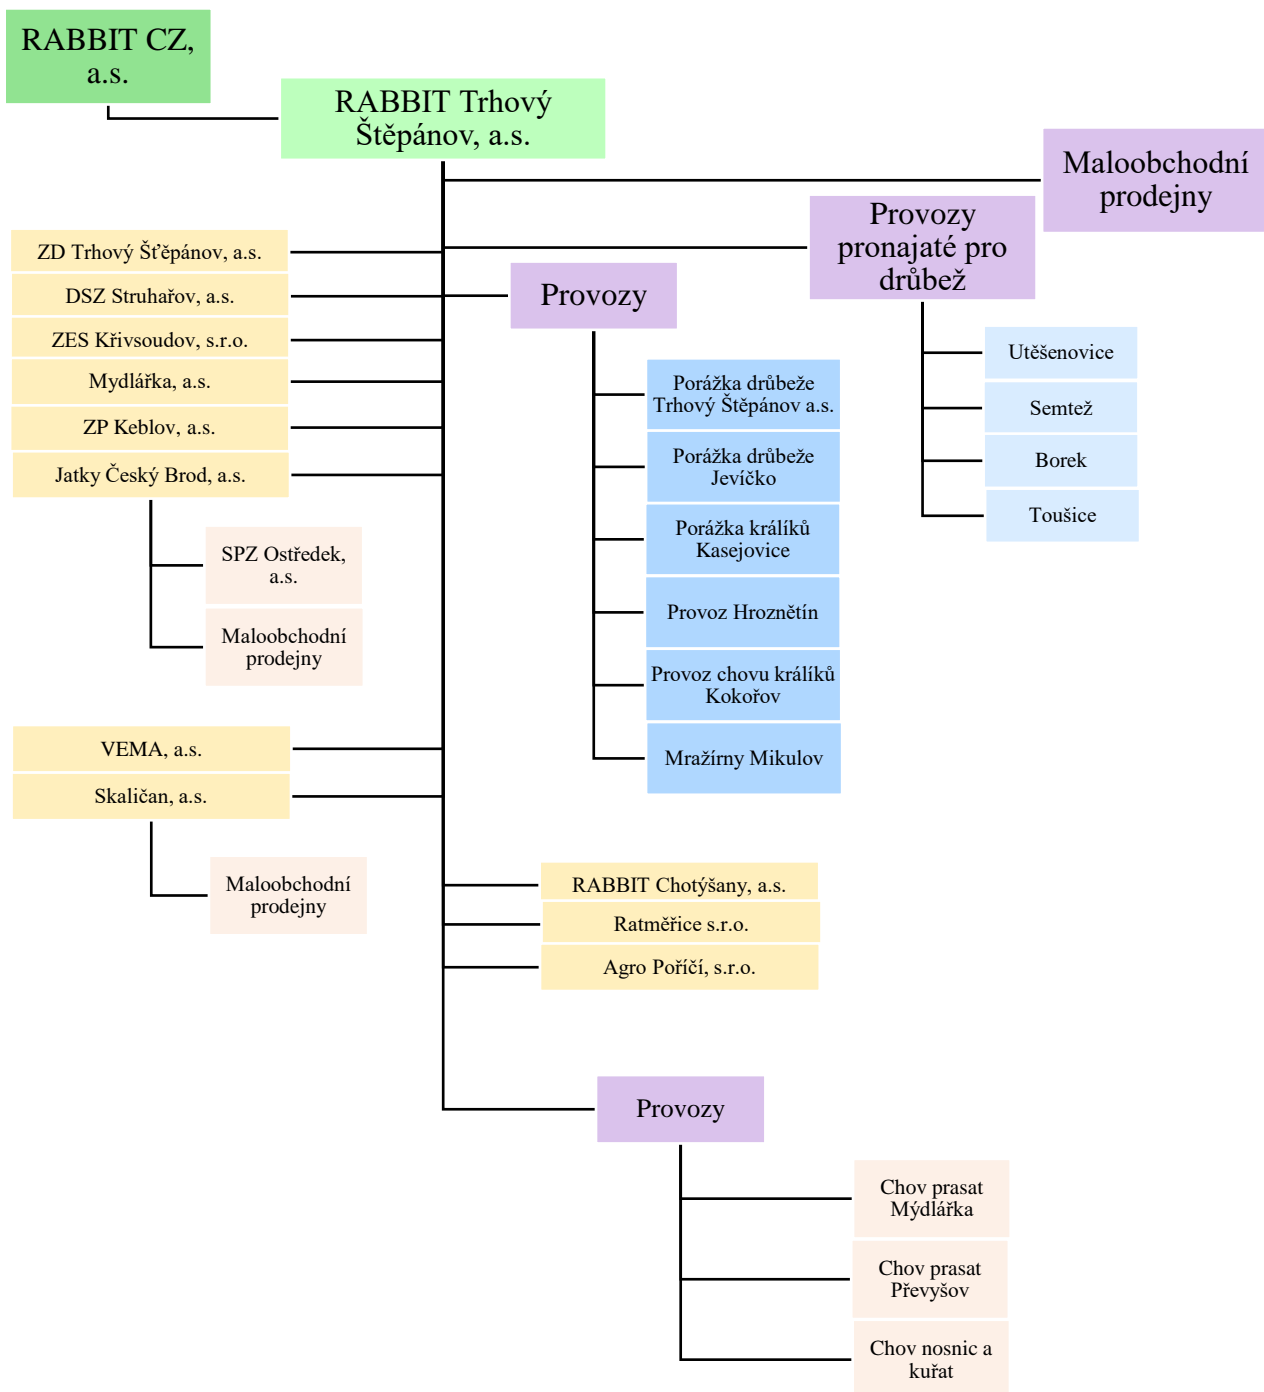 RABBIT CZ,
a.s.
RABBIT Trhový
Štěpánov, a.s.
Maloobchodní
prodejny
Provozy
pronajaté pro
drůbež
Utěšenovice
Semtež
Borek
Toušice
Provozy
Porážka drůbeže
Trhový Štěpánov a.s.
Porážka drůbeže
Jevíčko
Porážka králíků
Kasejovice
Provoz Hroznětín
Provoz chovu králíků
Kokořov
Mražírny Mikulov
ZD Trhový Šťěpánov, a.s.
DSZ Struhařov, a.s.
ZES Křivsoudov, s.r.o.
Mydlářka, a.s.
ZP Keblov, a.s.
Jatky Český Brod, a.s.
SPZ Ostředek,
a.s.
Maloobchodní
prodejny
VEMA, a.s.
Skaličan, a.s.
Maloobchodní
prodejny
RABBIT Chotýšany, a.s.
Ratměřice s.r.o.
Agro Poříčí, s.r.o.
Provozy
Chov prasat
Mýdlářka
Chov prasat
Převyšov
Chov nosnic a
kuřat